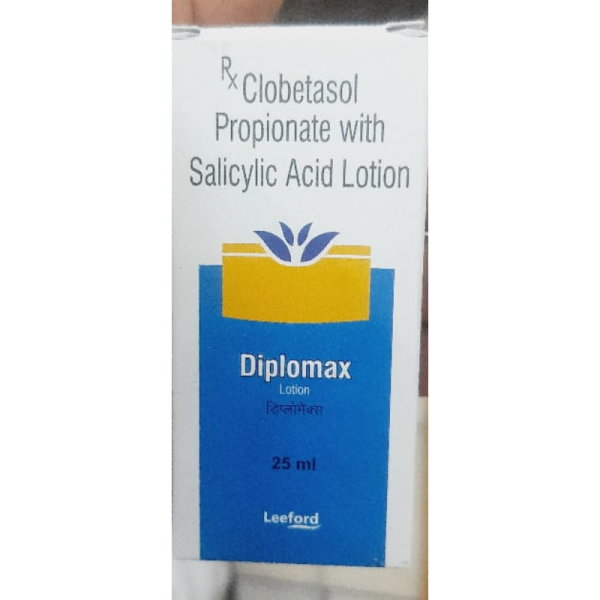 Rx Clobetasol
Propionate with
Salicylic Acid Lotion
Diplomax
Lotion
डिप्लोमेक्स
25 ml
Leeford